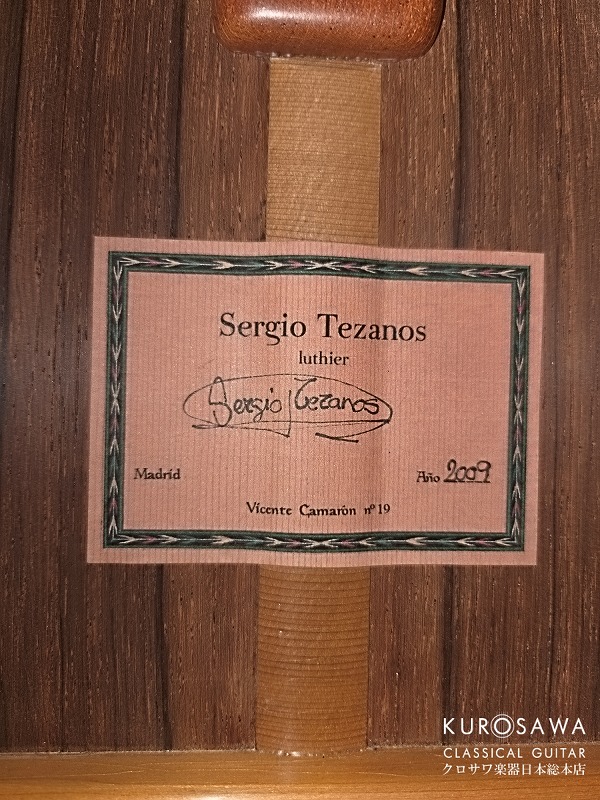 Sergio Tezanos
luthier
Sergio Tezanos
Madrid
Año 2009
Vicente Camarón nº 19
KUROSAWA
CLASSICAL GUITAR
クロサワ楽器日本総本店